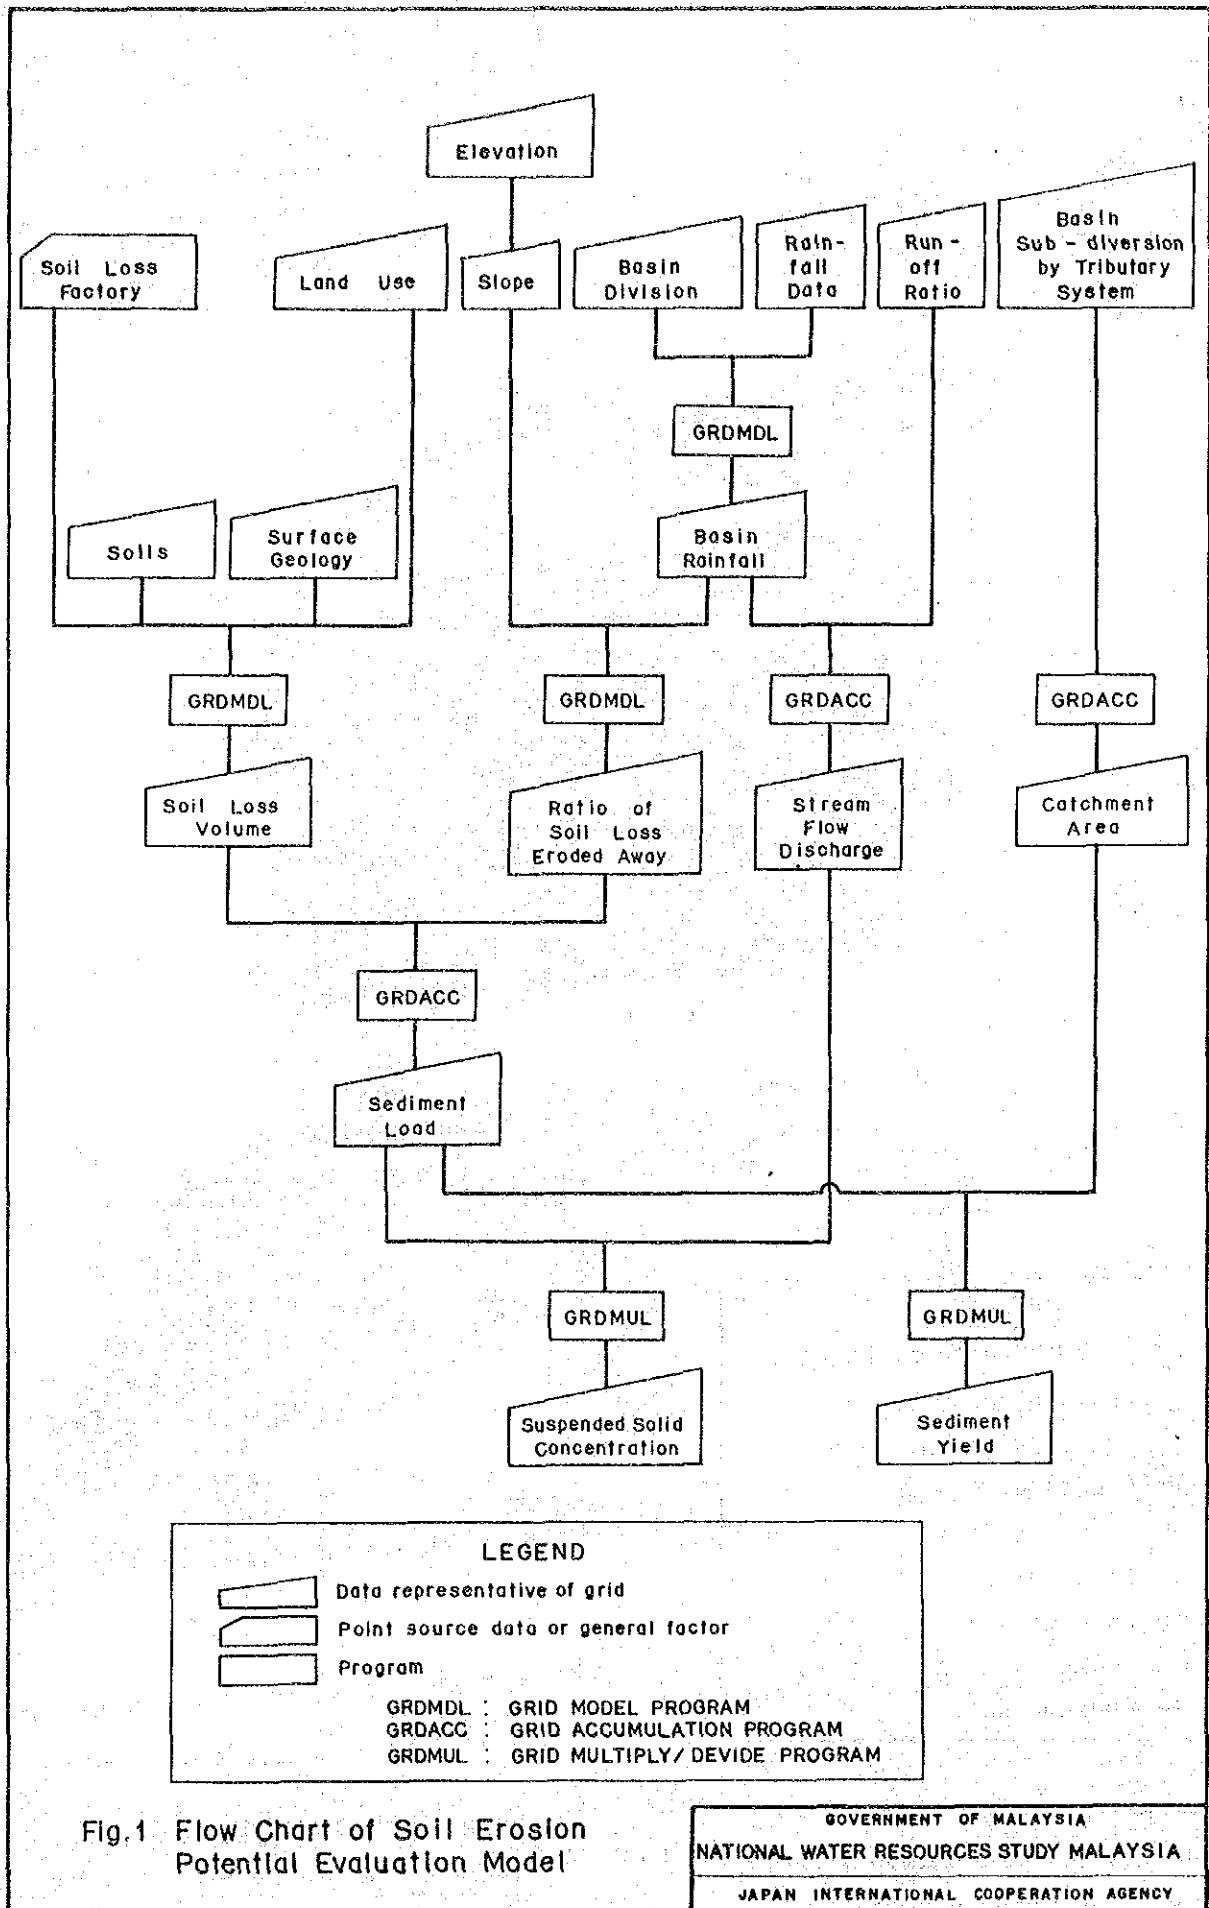 Elevation
Soil Loss
Factory
Land Use
Slope
Basin
Division
Rain-
fall
Data
Run-
off
Ratio
Basin
Sub-diversion
by Tributary
System
GRDMDL
Soils
Surface
Geology
Basin
Rainfall
GRDMDL
GRDMDL
GRDACC
GRDACC
Soil Loss
Volume
Ratio of
Soil Loss
Eroded Away
Stream
Flow
Discharge
Catchment
Area
GRDACC
Sediment
Load
GRDMUL
GRDMUL
Suspended Solid
Concentration
Sediment
Yield
LEGEND
Data representative of grid
Point source data or general factor
Program
GRDMDL : GRID MODEL PROGRAM
GRDACC : GRID ACCUMULATION PROGRAM
GRDMUL : GRID MULTIPLY/DEVIDE PROGRAM
Fig.1 Flow Chart of Soil Erosion
Potential Evaluation Model
GOVERNMENT OF MALAYSIA
NATIONAL WATER RESOURCES STUDY MALAYSIA
JAPAN INTERNATIONAL COOPERATION AGENCY